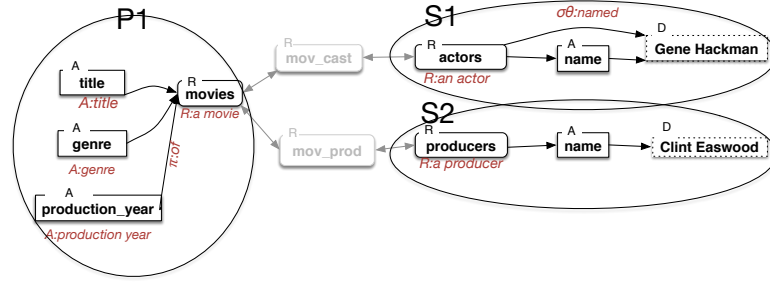 P1
A
title
A:title
A
genre
A:genre
A
production_year
A:production year
π:of
R
movies
R:a movie
R
mov_cast
R
mov_prod
S1
R
actors
R:an actor
A
name
σθ:named
D
Gene Hackman
S2
R
producers
R:a producer
A
name
D
Clint Easwood